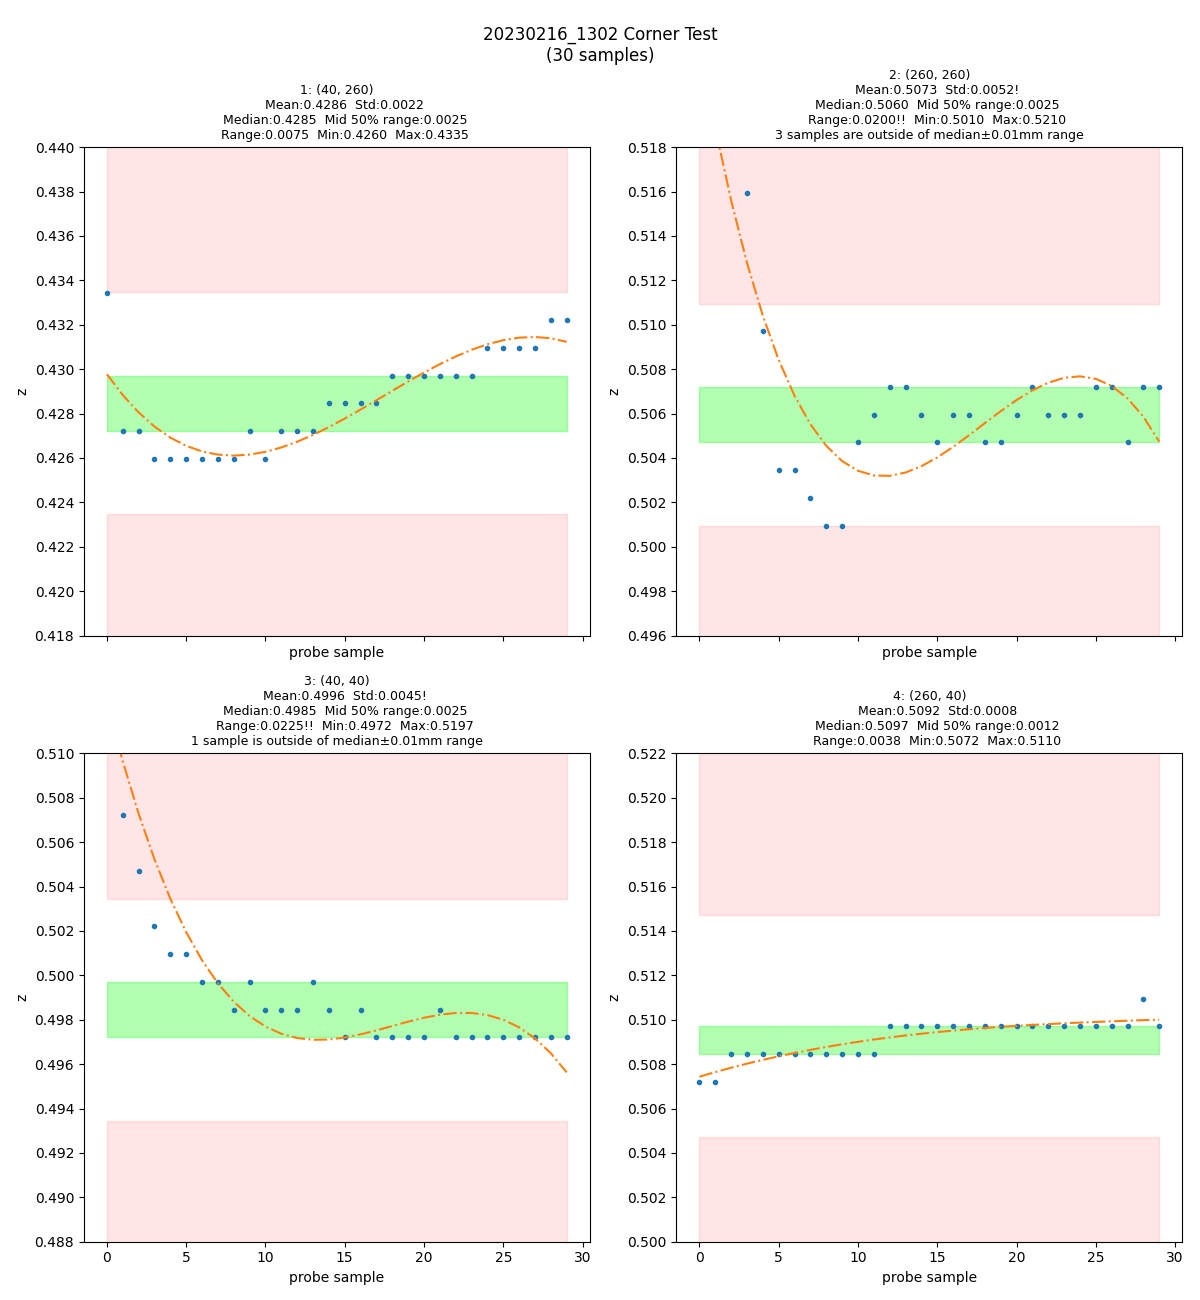 20230216_1302 Corner Test
(30 samples)
1: (40, 260)
Mean:0.4286 Std:0.0022
Median:0.4285 Mid 50% range:0.0025
Range:0.0075 Min:0.4260 Max:0.4335
0.440
0.438
0.436
0.434
0.432
0.430
0.428
0.426
0.424
0.422
0.420
0.418
z
probe sample
2: (260, 260)
Mean:0.5073 Std:0.0052!
Median:0.5060 Mid 50% range:0.0025
Range:0.0200!! Min:0.5010 Max:0.5210
3 samples are outside of median±0.01mm range
0.518
0.516
0.514
0.512
0.510
0.508
0.506
0.504
0.502
0.500
0.498
0.496
z
probe sample
3: (40, 40)
Mean:0.4996 Std:0.0045!
Median:0.4985 Mid 50% range:0.0025
Range:0.0225!! Min:0.4972 Max:0.5197
1 sample is outside of median±0.01mm range
0.510
0.508
0.506
0.504
0.502
0.500
0.498
0.496
0.494
0.492
0.490
0.488
z
0 5 10 15 20 25 30
probe sample
4: (260, 40)
Mean:0.5092 Std:0.0008
Median:0.5097 Mid 50% range:0.0012
Range:0.0038 Min:0.5072 Max:0.5110
0.522
0.520
0.518
0.516
0.514
0.512
0.510
0.508
0.506
0.504
0.502
0.500
z
0 5 10 15 20 25 30
probe sample